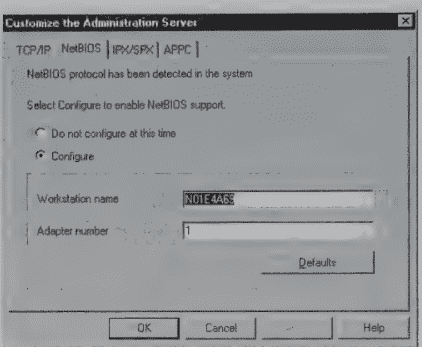 Customize the Administration Server
TCP/IP NetBIOS IPX/SPX APPC
NetBIOS protocol has been detected in the system
Select Configure to enable NetBIOS support.
Do not configure at this time
Configure
Workstation name N01E4A69
Adapter number 1
Defaults
OK Cancel Help